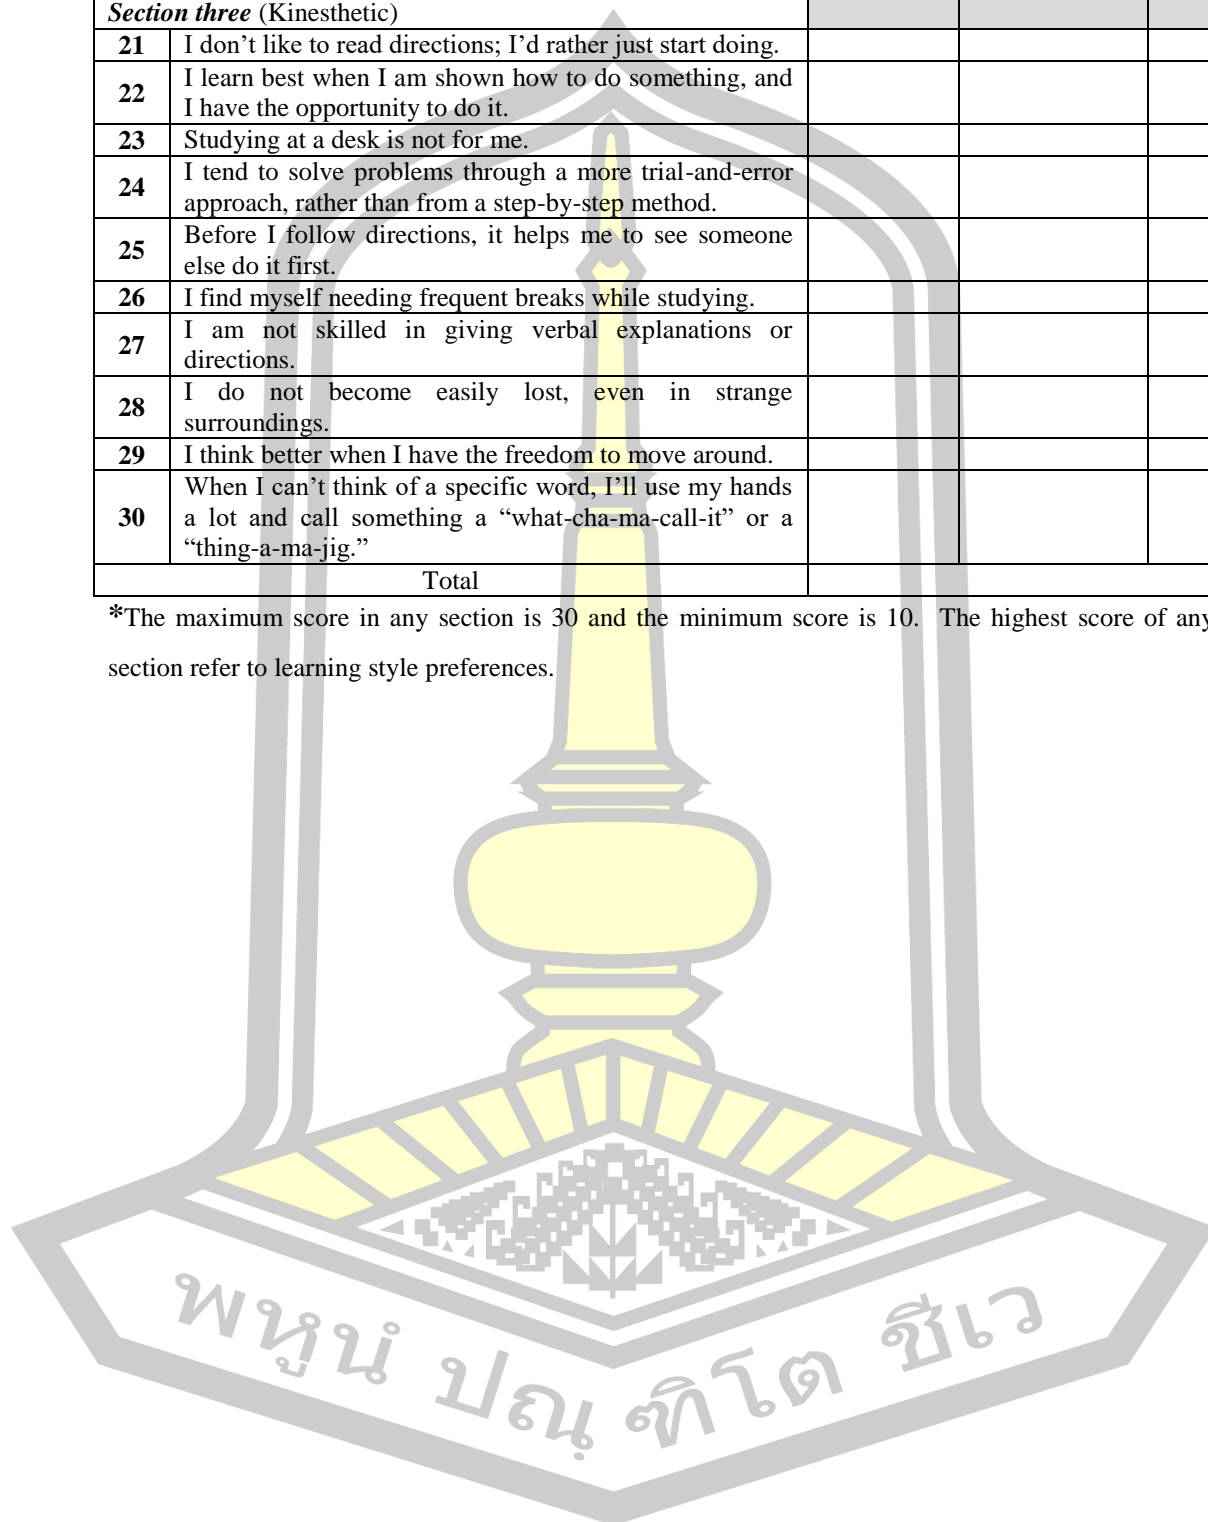 Section three (Kinesthetic)
21 I don’t like to read directions; I’d rather just start doing.
22 I learn best when I am shown how to do something, and
I have the opportunity to do it.
23 Studying at a desk is not for me.
24 I tend to solve problems through a more trial-and-error
approach, rather than from a step-by-step method.
25 Before I follow directions, it helps me to see someone
else do it first.
26 I find myself needing frequent breaks while studying.
27 I am not skilled in giving verbal explanations or
directions.
28 I do not become easily lost, even in strange
surroundings.
29 I think better when I have the freedom to move around.
30 When I can’t think of a specific word, I’ll use my hands
a lot and call something a “what-cha-ma-call-it” or a
“thing-a-ma-jig.”
Total
*The maximum score in any section is 30 and the minimum score is 10. The highest score of any
section refer to learning style preferences.
พหูนํ ปณฺฑิโต ชีเว